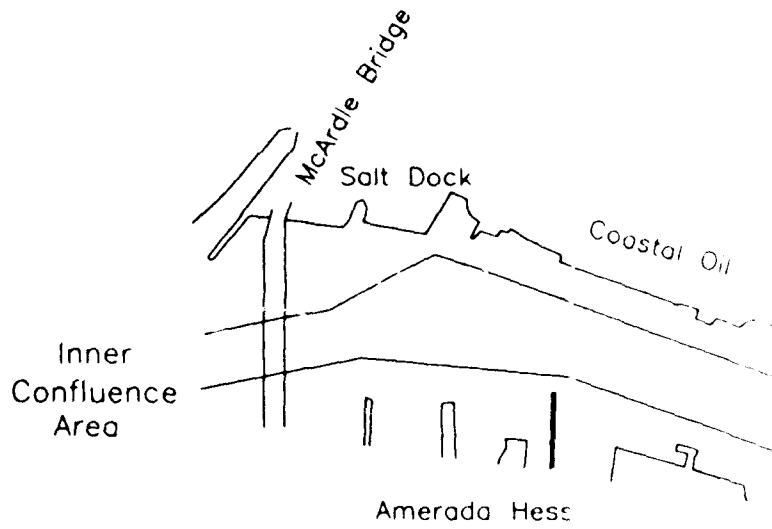 McArdle Bridge
Salt Dock
Coastal Oil
Inner
Confluence
Area
Amerada Hess